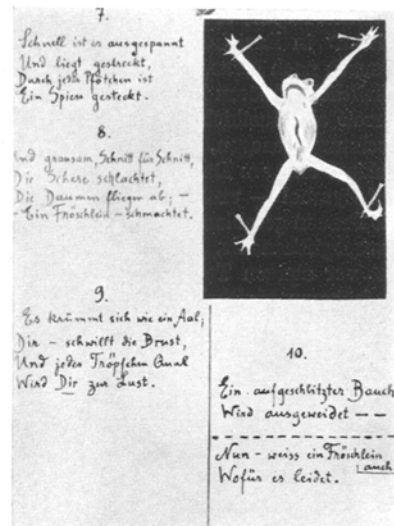 7.
Schnell ist es ausgespannt
Und liegt gestreckt,
Durch jedes Pfötchen ist
Ein Spiess gesteckt.
8.
Und grausam, Schnitt für Schnitt,
Die Schere schlachtet,
Die Daumen fliegen ab; –
– Ein Fröschlein – schmachtet.
9.
Es krümmt sich wie ein Aal;
Dir – schwillt die Brust,
Und jedes Tröpfchen Qual
Wird Dir zur Lust.
10.
Ein aufgeschlitzter Bauch
Wird ausgeweidet – –
Nun – weiss ein Fröschlein
auch
Wofür es leidet.